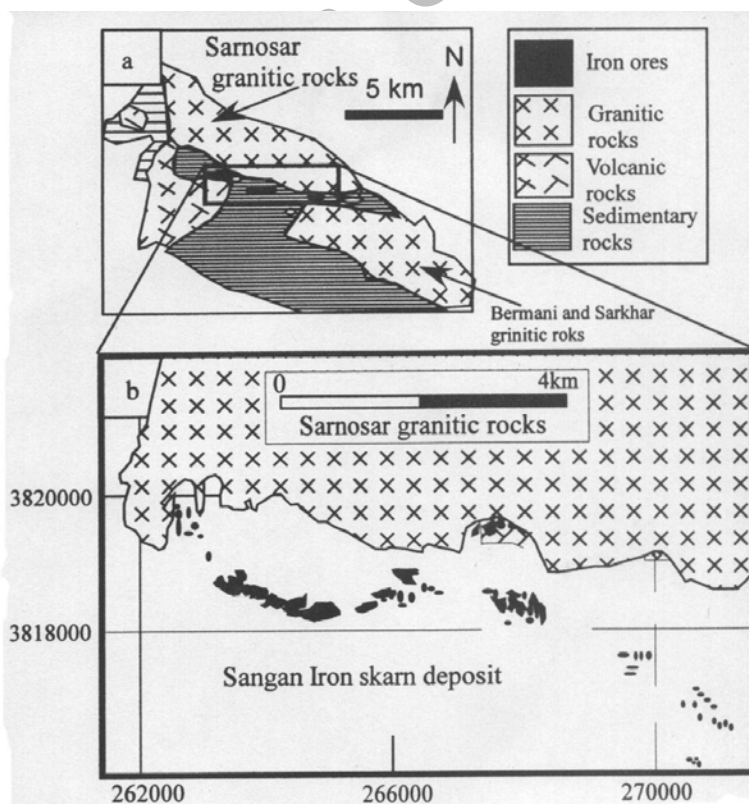 a
Sarnosar
granitic rocks
5 km
N
Iron ores
Granitic
rocks
Volcanic
rocks
Sedimentary
rocks
Bermani and Sarkhar
grinitic roks
b
0 4km
Sarnosar granitic rocks
3820000
3818000
Sangan Iron skarn deposit
262000 266000 270000